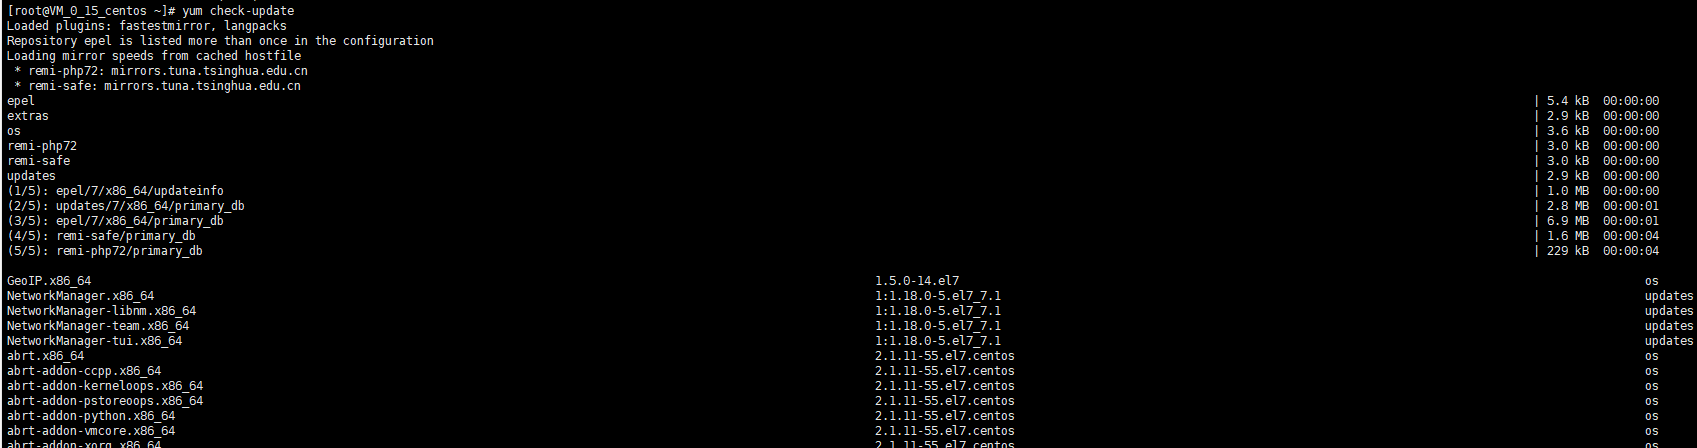 [root@VM_0_15_centos ~]# yum check-update
Loaded plugins: fastestmirror, langpacks
Repository epel is listed more than once in the configuration
Loading mirror speeds from cached hostfile
 * remi-php72: mirrors.tuna.tsinghua.edu.cn
 * remi-safe: mirrors.tuna.tsinghua.edu.cn
epel | 5.4 kB 00:00:00
extras | 2.9 kB 00:00:00
os | 3.6 kB 00:00:00
remi-php72 | 3.0 kB 00:00:00
remi-safe | 3.0 kB 00:00:00
updates | 2.9 kB 00:00:00
(1/5): epel/7/x86_64/updateinfo | 1.0 MB 00:00:00
(2/5): updates/7/x86_64/primary_db | 2.8 MB 00:00:01
(3/5): epel/7/x86_64/primary_db | 6.9 MB 00:00:01
(4/5): remi-safe/primary_db | 1.6 MB 00:00:04
(5/5): remi-php72/primary_db | 229 kB 00:00:04
GeoIP.x86_64 1.5.0-14.el7 os
NetworkManager.x86_64 1:1.18.0-5.el7_7.1 updates
NetworkManager-libnm.x86_64 1:1.18.0-5.el7_7.1 updates
NetworkManager-team.x86_64 1:1.18.0-5.el7_7.1 updates
NetworkManager-tui.x86_64 1:1.18.0-5.el7_7.1 updates
abrt.x86_64 2.1.11-55.el7.centos os
abrt-addon-ccpp.x86_64 2.1.11-55.el7.centos os
abrt-addon-kerneloops.x86_64 2.1.11-55.el7.centos os
abrt-addon-pstoreoops.x86_64 2.1.11-55.el7.centos os
abrt-addon-python.x86_64 2.1.11-55.el7.centos os
abrt-addon-vmcore.x86_64 2.1.11-55.el7.centos os
abrt-addon-xorg.x86_64 2.1.11-55.el7.centos os